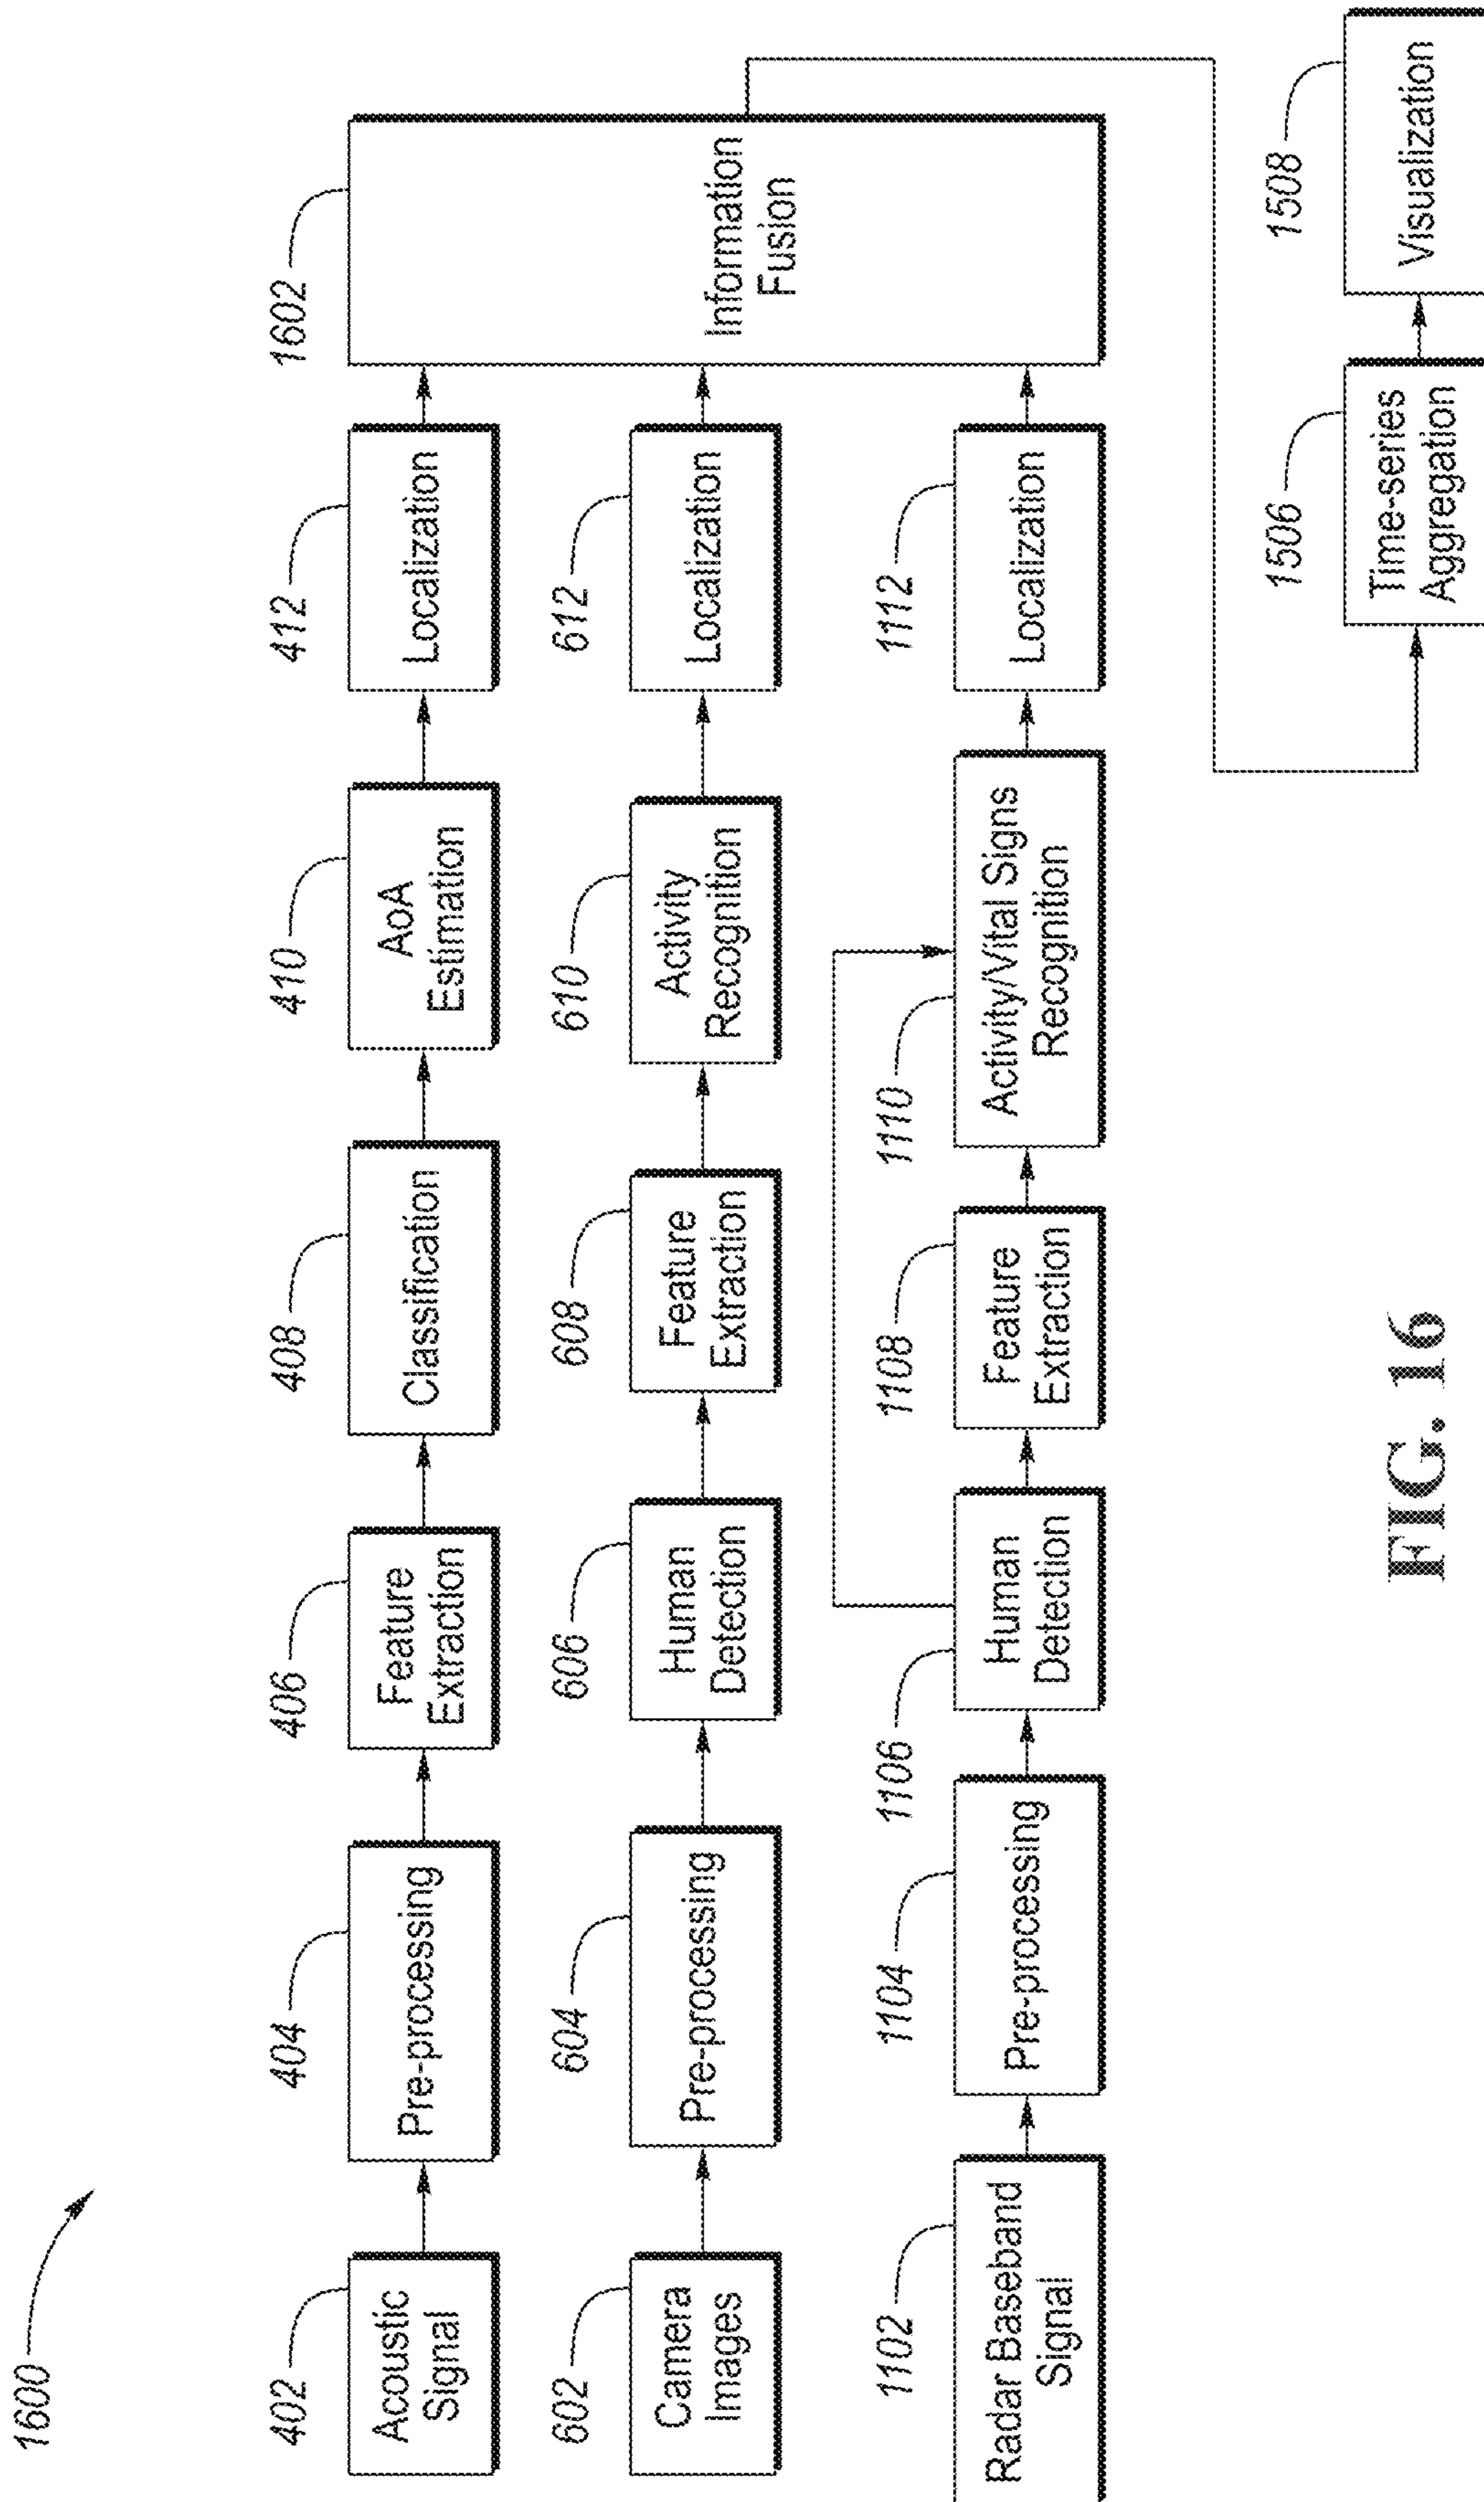 1600
402
Acoustic
Signal
404
Pre-processing
406
Feature
Extraction
408
Classification
410
AoA
Estimation
412
Localization
1602
Information
Fusion
602
Camera
Images
604
Pre-processing
606
Human
Detection
608
Feature
Extraction
610
Activity
Recognition
612
Localization
1102
Radar Baseband
Signal
1104
Pre-processing
1106
Human
Detection
1108
Feature
Extraction
1110
Activity/Vital Signs
Recognition
1112
Localization
1506
Time-series
Aggregation
1508
Visualization
FIG. 16